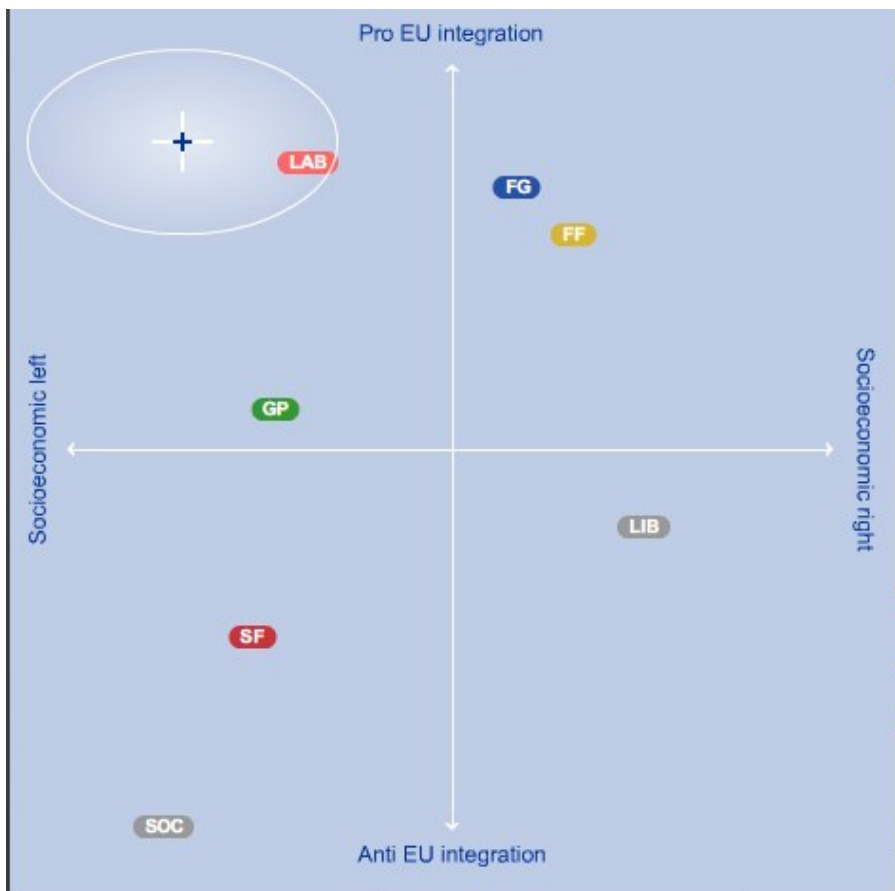 Pro EU integration
LAB
FG
FF
Socioeconomic left
GP
Socioeconomic right
LIB
SF
SOC
Anti EU integration